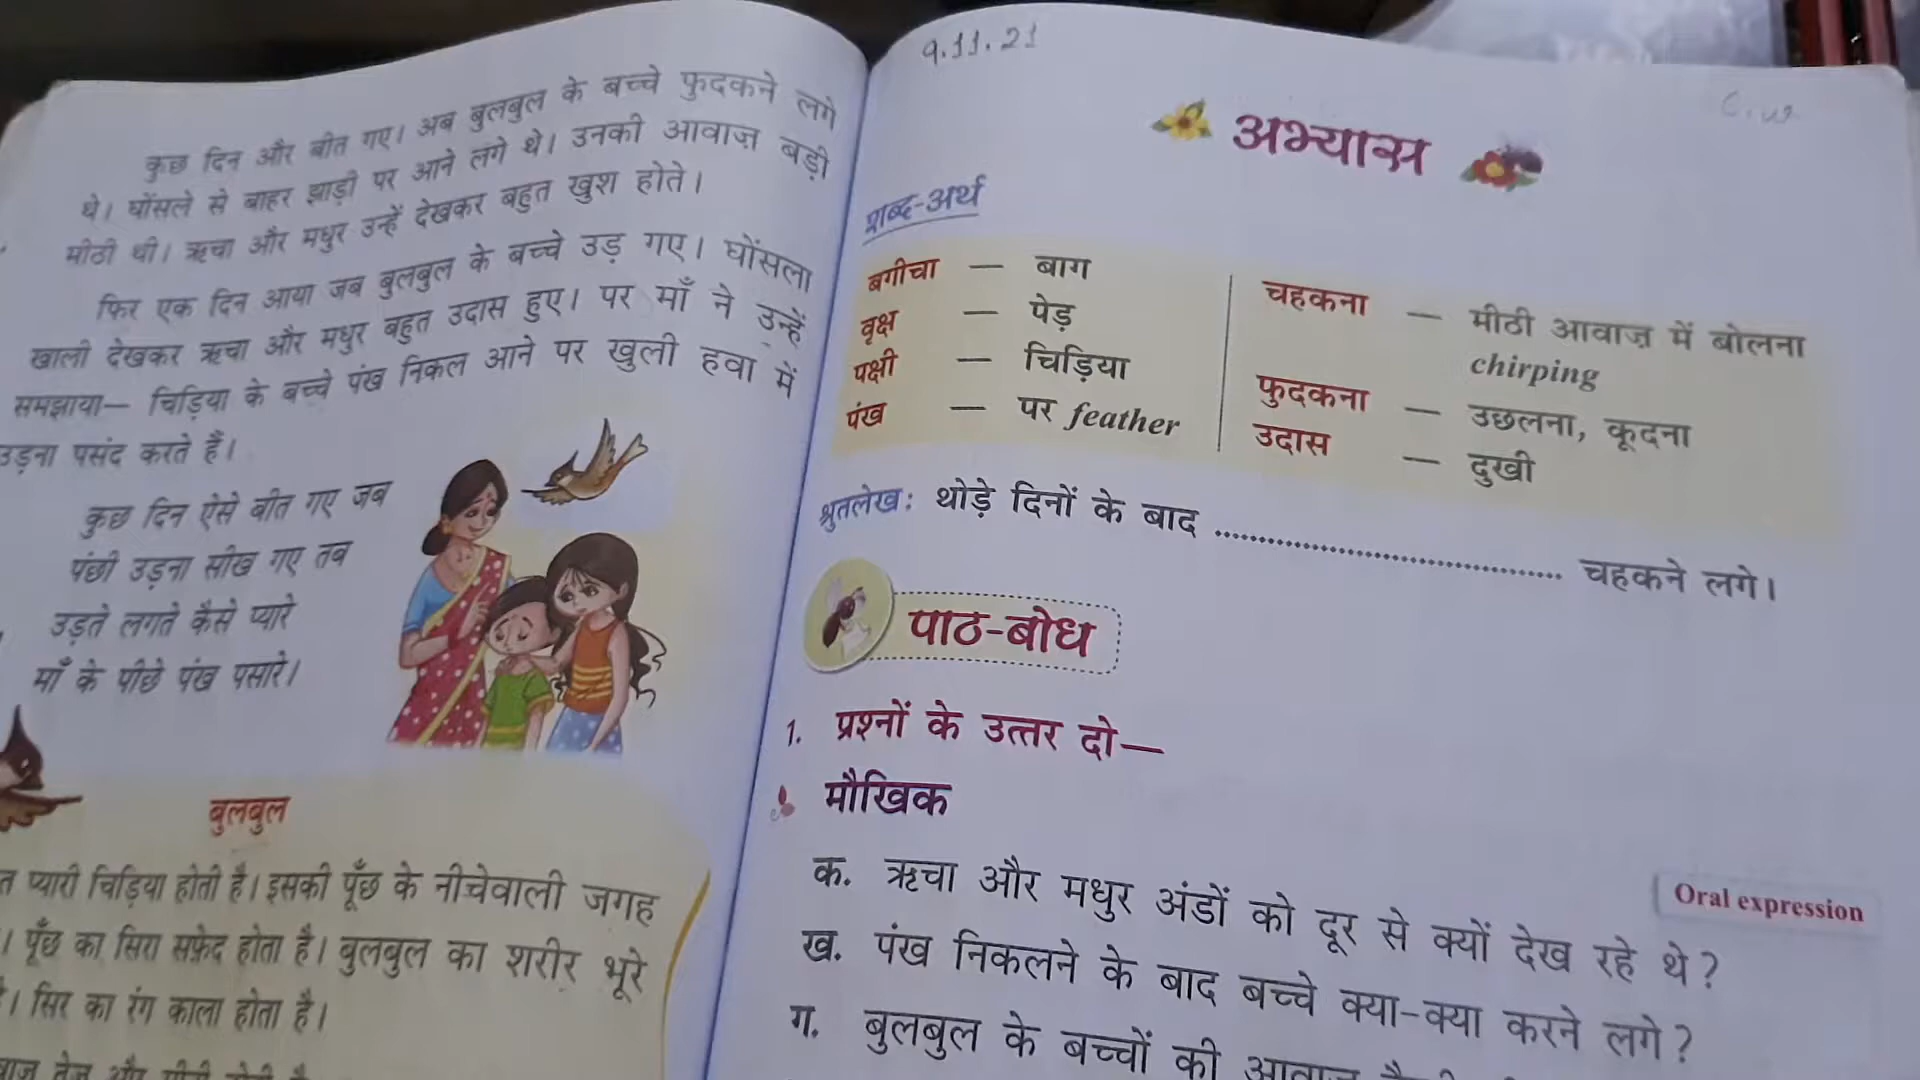 कुछ दिन और बीत गए। अब बुलबुल के बच्चे फुदकने लगे
थे। घोंसले से बाहर झाड़ी पर आने लगे थे। उनकी आवाज़ बड़ी
मीठी थी। ऋचा और मधुर उन्हें देखकर बहुत खुश होते।
फिर एक दिन आया जब बुलबुल के बच्चे उड़ गए। घोंसला
खाली देखकर ऋचा और मधुर बहुत उदास हुए। पर माँ ने उन्हें
समझाया— चिड़िया के बच्चे पंख निकल आने पर खुली हवा में
उड़ना पसंद करते हैं।
कुछ दिन ऐसे बीत गए जब
पंछी उड़ना सीख गए तब
उड़ते लगते कैसे प्यारे
माँ के पीछे पंख पसारे।
बुलबुल
प्यारी चिड़िया होती है। इसकी पूँछ के नीचेवाली जगह
। पूँछ का सिरा सफ़ेद होता है। बुलबुल का शरीर भूरे
। सिर का रंग काला होता है।
9.11.21
C.W
अभ्यास
शब्द-अर्थ
बगीचा — बाग
वृक्ष — पेड़
पक्षी — चिड़िया
पंख — पर feather
चहकना — मीठी आवाज़ में बोलना
chirping
फुदकना — उछलना, कूदना
उदास — दुखी
श्रुतलेख: थोड़े दिनों के बाद ........................................ चहकने लगे।
पाठ-बोध
1. प्रश्नों के उत्तर दो—
मौखिक
Oral expression
क. ऋचा और मधुर अंडों को दूर से क्यों देख रहे थे?
ख. पंख निकलने के बाद बच्चे क्या-क्या करने लगे?
ग. बुलबुल के बच्चों की आवाज़